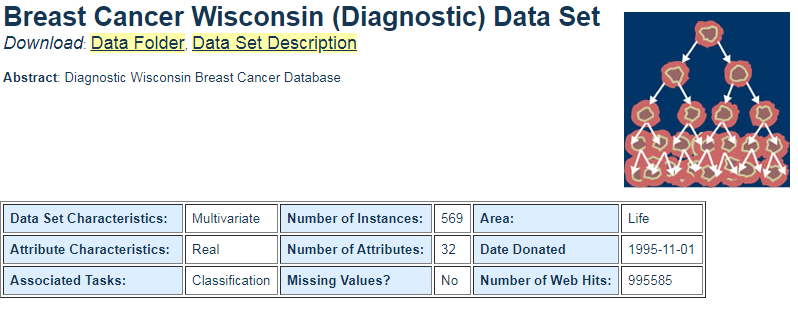 Breast Cancer Wisconsin (Diagnostic) Data Set
Download: Data Folder, Data Set Description
Abstract: Diagnostic Wisconsin Breast Cancer Database
Data Set Characteristics: Multivariate Number of Instances: 569 Area: Life
Attribute Characteristics: Real Number of Attributes: 32 Date Donated 1995-11-01
Associated Tasks: Classification Missing Values? No Number of Web Hits: 995585